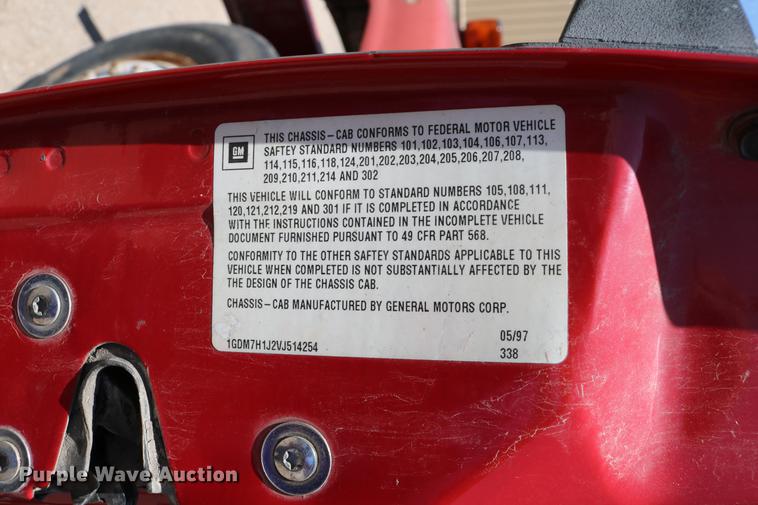 GM
THIS CHASSIS-CAB CONFORMS TO FEDERAL MOTOR VEHICLE
SAFTEY STANDARD NUMBERS 101,102,103,104,106,107,113,
114,115,116,118,124,201,202,203,204,205,206,207,208,
209,210,211,214 AND 302
THIS VEHICLE WILL CONFORM TO STANDARD NUMBERS 105,108,111,
120,121,212,219 AND 301 IF IT IS COMPLETED IN ACCORDANCE
WITH THE INSTRUCTIONS CONTAINED IN THE INCOMPLETE VEHICLE
DOCUMENT FURNISHED PURSUANT TO 49 CFR PART 568.
CONFORMITY TO THE OTHER SAFTEY STANDARDS APPLICABLE TO THIS
VEHICLE WHEN COMPLETED IS NOT SUBSTANTIALLY AFFECTED BY THE
THE DESIGN OF THE CHASSIS CAB.
CHASSIS-CAB MANUFACTURED BY GENERAL MOTORS CORP.
05/97
1GDM7H1J2VJ514254
338
Purple Wave Auction